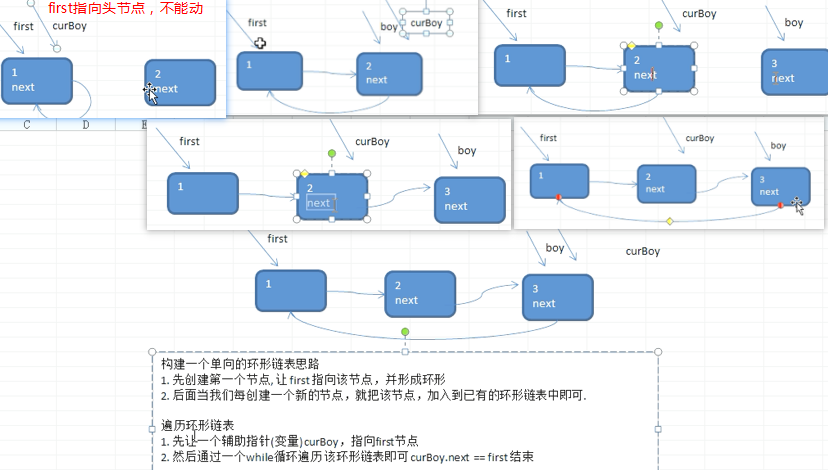 first指向头节点，不能动
first
curBoy
1
next
2
next
C
D
E
first
boy
curBoy
1
2
next
first
curBoy
boy
1
2
next
3
next
first
curBoy
boy
1
2
next
3
next
first
curBoy
boy
1
2
next
3
next
first
boy
curBoy
1
2
next
3
next
构建一个单向的环形链表思路
1. 先创建第一个节点, 让 first 指向该节点，并形成环形
2. 后面当我们每创建一个新的节点，就把该节点，加入到已有的环形链表中即可.
遍历环形链表
1. 先让一个辅助指针(变量) curBoy，指向first节点
2. 然后通过一个while循环遍历 该环形链表即可 curBoy.next == first 结束